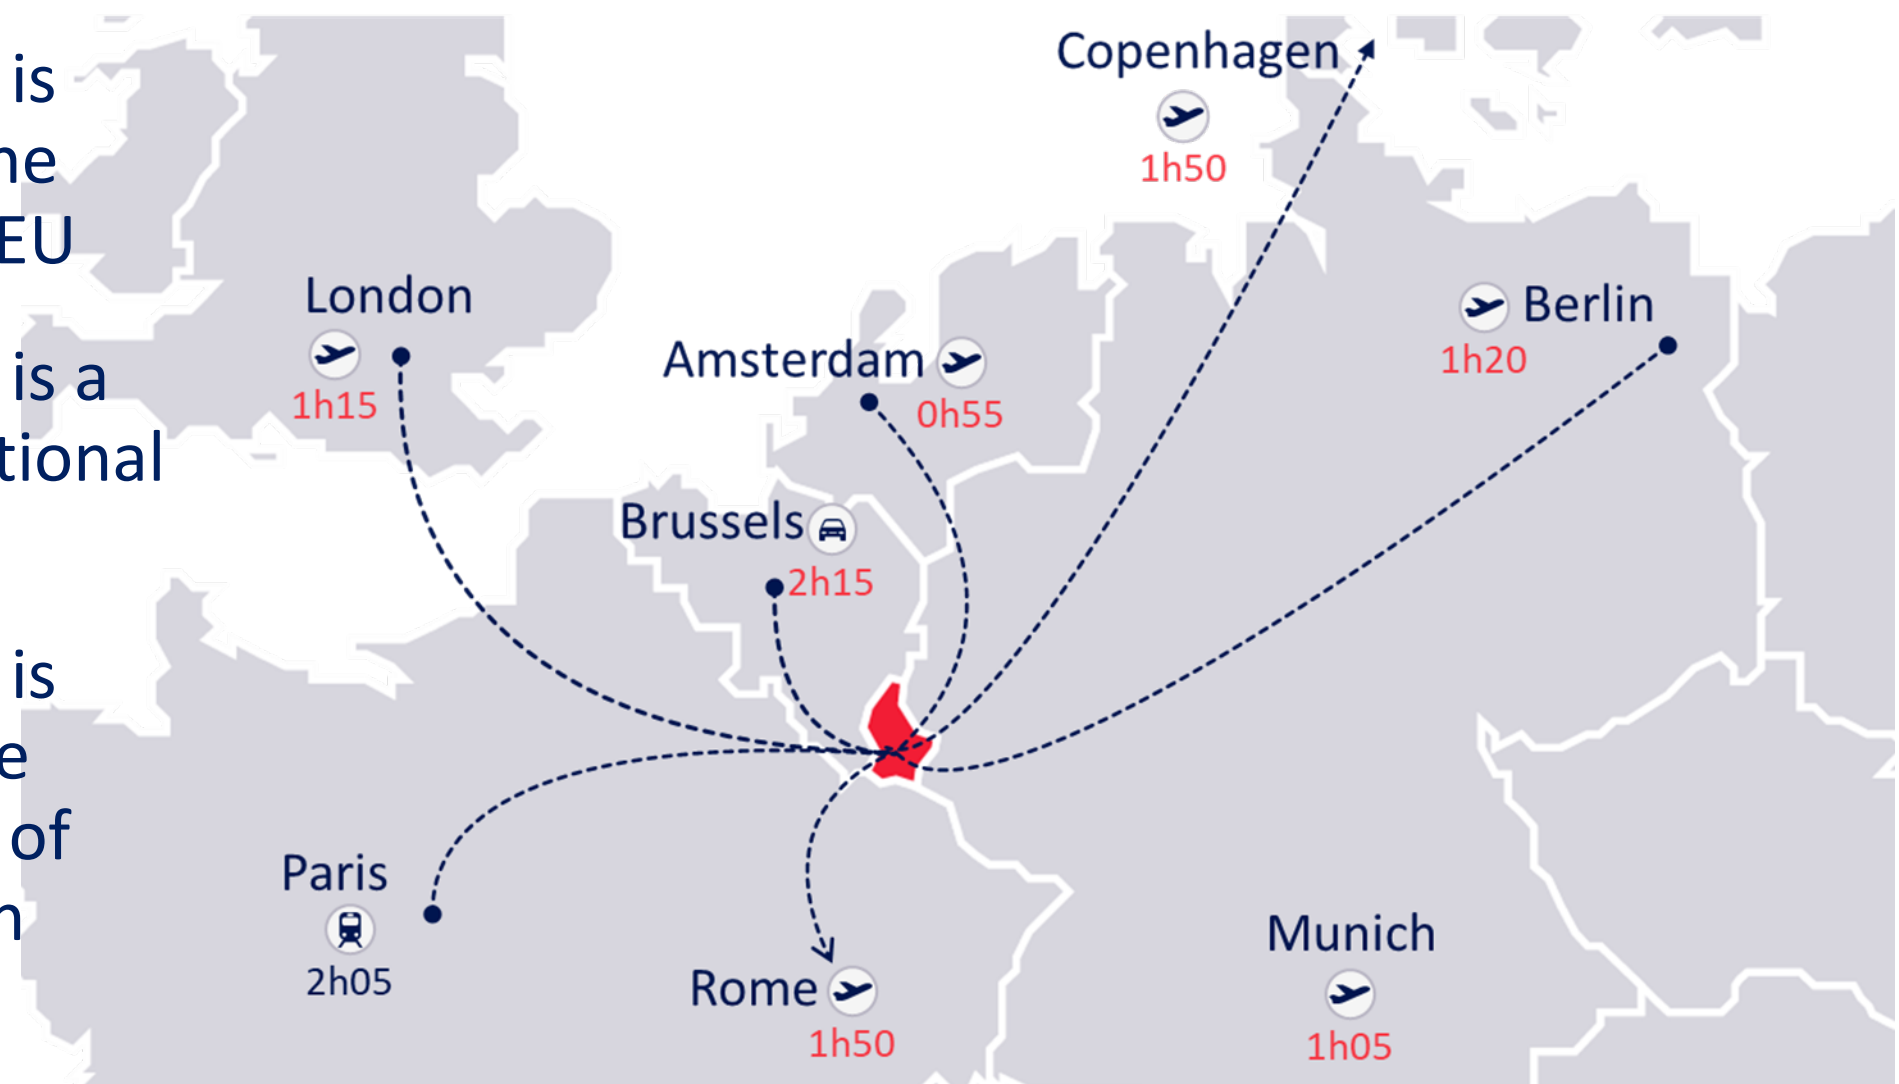 is
ne
EU
is a
tional
is
e
of
n
Copenhagen
1h50
London
1h15
Amsterdam
0h55
Berlin
1h20
Brussels
2h15
Paris
2h05
Rome
1h50
Munich
1h05